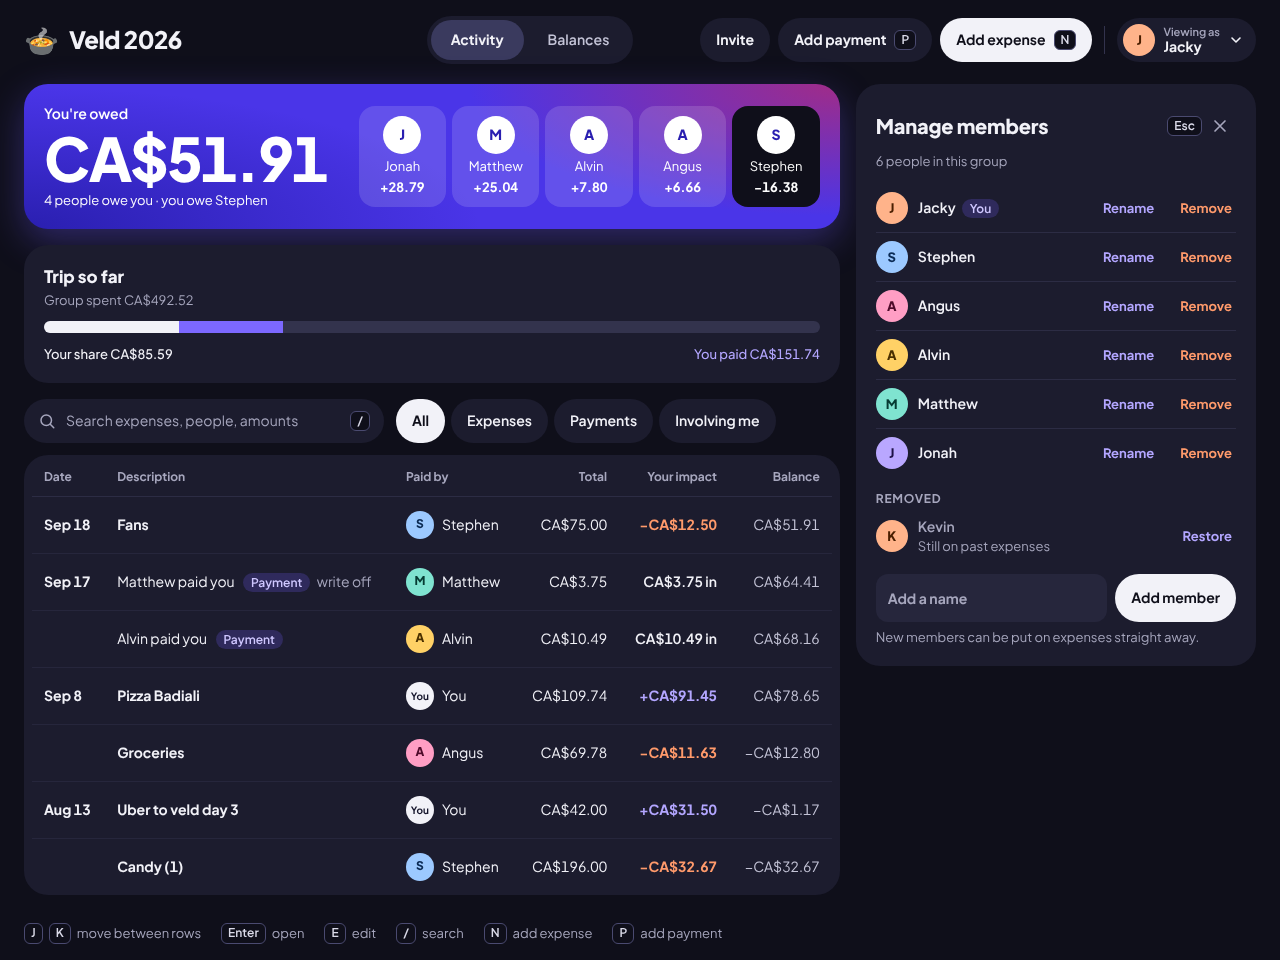 Veld 2026
Activity
Balances
Invite
Add payment P
Add expense N
J
Viewing as
Jacky
You're owed
CA$51.91
4 people owe you · you owe Stephen
J
Jonah
+28.79
M
Matthew
+25.04
A
Alvin
+7.80
A
Angus
+6.66
S
Stephen
−16.38
Trip so far
Group spent CA$492.52
Your share CA$85.59
You paid CA$151.74
Search expenses, people, amounts /
All
Expenses
Payments
Involving me
Date Description Paid by Total Your impact Balance
Sep 18 Fans S Stephen CA$75.00 −CA$12.50 CA$51.91
Sep 17 Matthew paid you Payment write off M Matthew CA$3.75 CA$3.75 in CA$64.41
Alvin paid you Payment A Alvin CA$10.49 CA$10.49 in CA$68.16
Sep 8 Pizza Badiali You You CA$109.74 +CA$91.45 CA$78.65
Groceries A Angus CA$69.78 −CA$11.63 −CA$12.80
Aug 13 Uber to veld day 3 You You CA$42.00 +CA$31.50 −CA$1.17
Candy (1) S Stephen CA$196.00 −CA$32.67 −CA$32.67
J K move between rows Enter open E edit / search N add expense P add payment
Manage members Esc
6 people in this group
J Jacky You Rename Remove
S Stephen Rename Remove
A Angus Rename Remove
A Alvin Rename Remove
M Matthew Rename Remove
J Jonah Rename Remove
REMOVED
K Kevin Restore
Still on past expenses
Add a name Add member
New members can be put on expenses straight away.